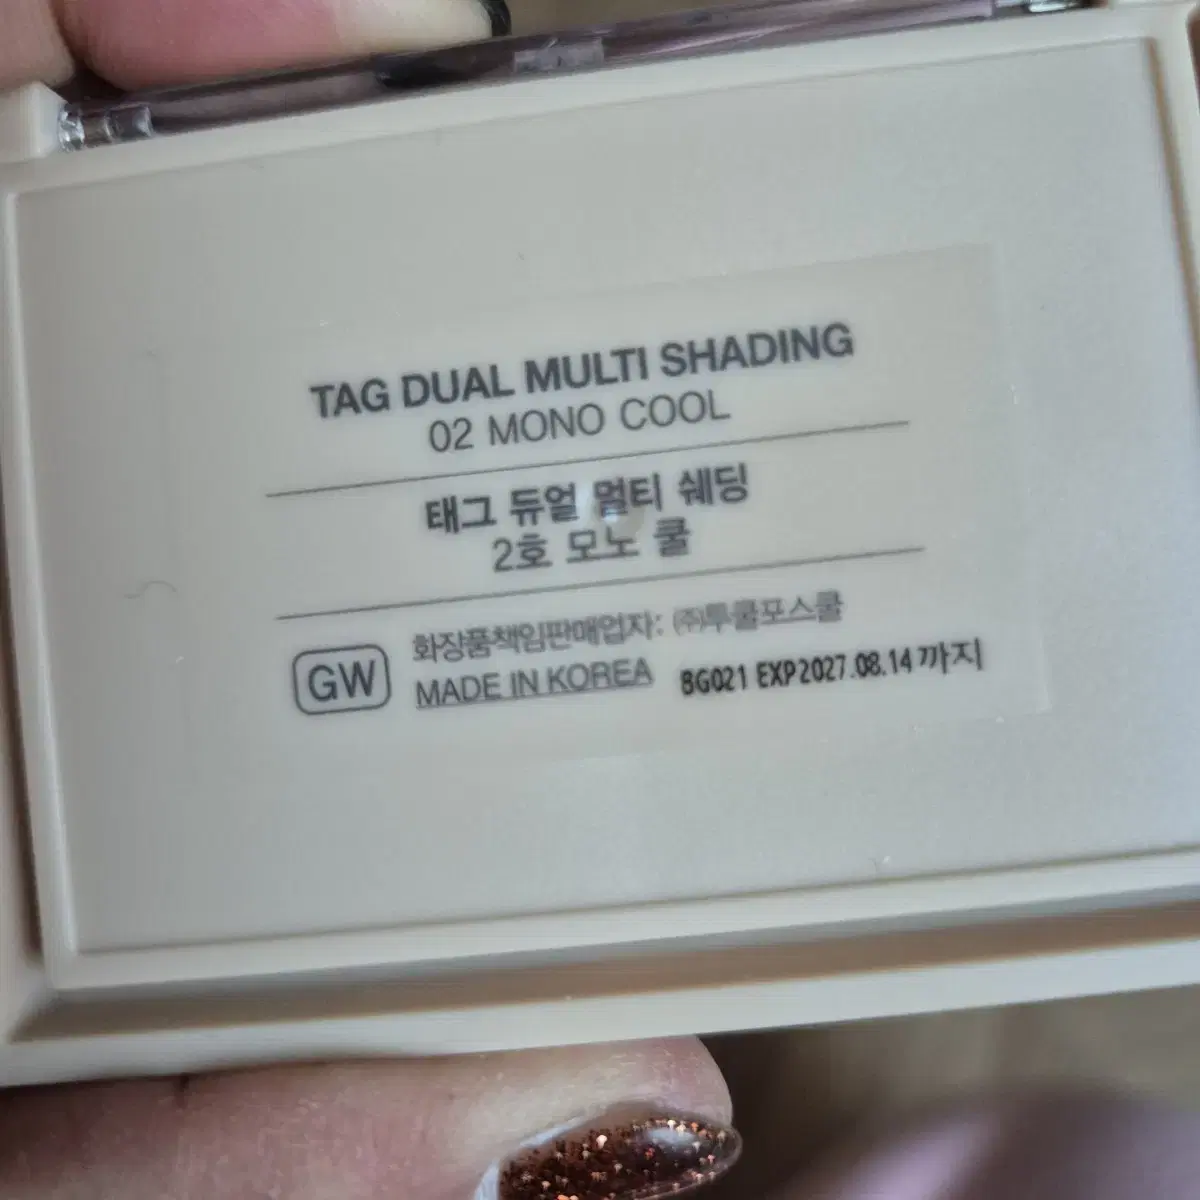 TAG DUAL MULTI SHADING
02 MONO COOL
태그 듀얼 멀티 쉐딩
2호 모노 쿨
GW
화장품책임판매업자: ㈜투쿨포스쿨
MADE IN KOREA BG021 EXP2027.08.14까지